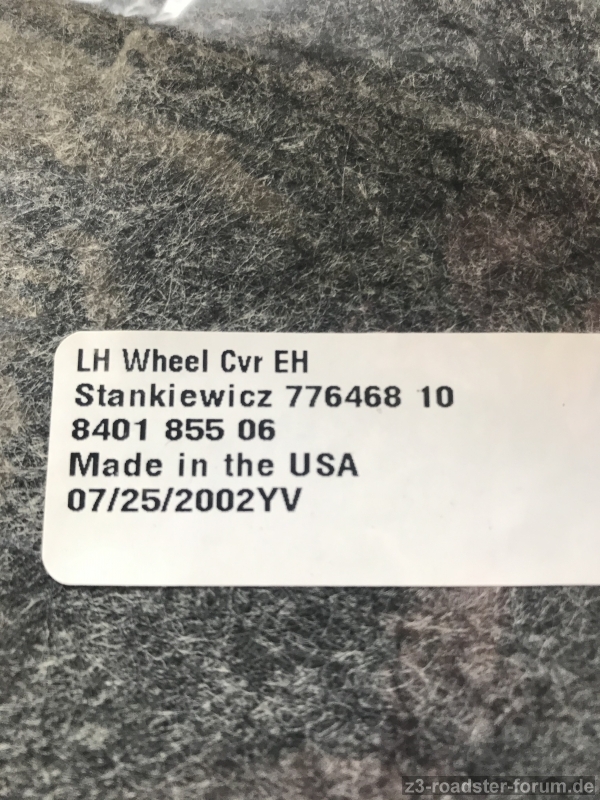 LH Wheel Cvr EH
Stankiewicz 776468 10
8401 855 06
Made in the USA
07/25/2002YV
z3-roadster-forum.de